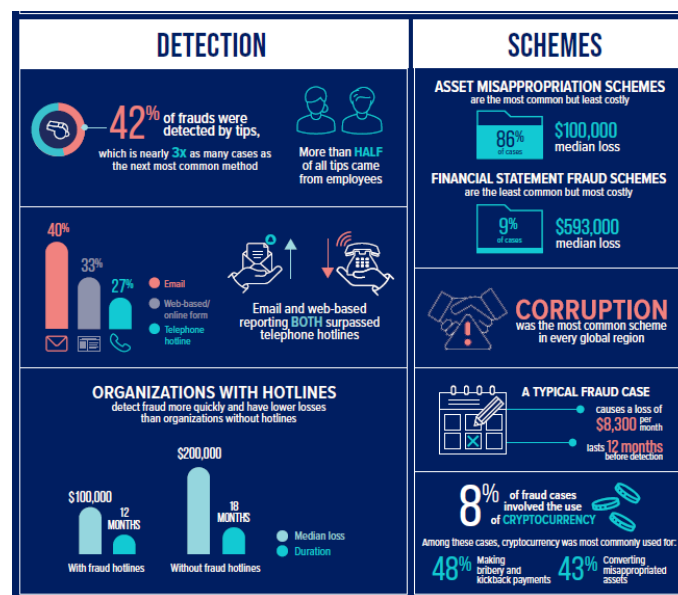 DETECTION
42% of frauds were
detected by tips,
which is nearly 3x as many cases as
the next most common method
More than HALF
of all tips came
from employees
40%
33%
27%
Email
Web-based/
online form
Telephone
hotline
Email and web-based
reporting BOTH surpassed
telephone hotlines
ORGANIZATIONS WITH HOTLINES
detect fraud more quickly and have lower losses
than organizations without hotlines
$200,000
$100,000
12
MONTHS
18
MONTHS
Median loss
Duration
With fraud hotlines
Without fraud hotlines
SCHEMES
ASSET MISAPPROPRIATION SCHEMES
are the most common but least costly
86%
of cases
$100,000
median loss
FINANCIAL STATEMENT FRAUD SCHEMES
are the least common but most costly
9%
of cases
$593,000
median loss
CORRUPTION
was the most common scheme
in every global region
A TYPICAL FRAUD CASE
causes a loss of
$8,300 per
month
lasts 12 months
before detection
8% of fraud cases
involved the use
of CRYPTOCURRENCY
Among these cases, cryptocurrency was most commonly used for:
48% Making
bribery and
kickback payments
43% Converting
misappropriated
assets